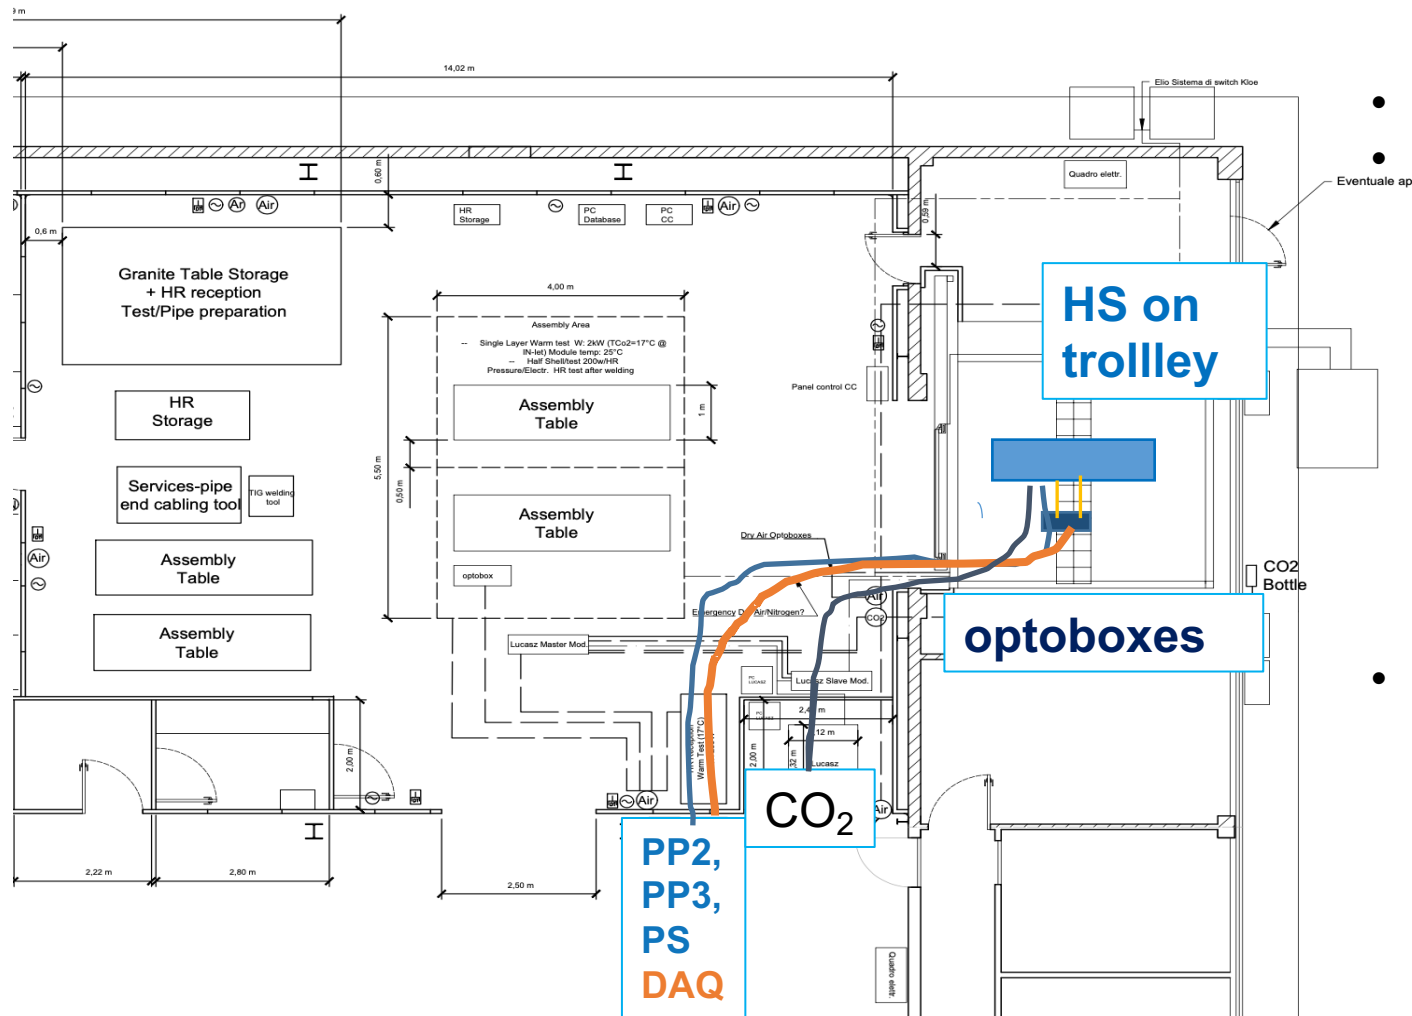 9 m
14,02 m
Elio Sistema di switch Kloe
Quadro elettr.
Eventuale ap
0,60 m
0,59 m
0,6 m
Ar
Air
HR
Storage
PC
Database
PC
CC
Air
Granite Table Storage
+ HR reception
Test/Pipe preparation
4,00 m
HS on
trollley
Assembly Area
-- Single Layer Warm test W: 2kW (TCo2=17°C @
IN-let) Module temp: 25°C
-- Half Shell/test 200w/HR
Pressure/Electr. HR test after welding
Panel control CC
HR
Storage
Assembly
Table
1 m
5,50 m
0,50 m
Services-pipe
end cabling tool
TIG welding
tool
Assembly
Table
Dry Air Optoboxes
Air
Assembly
Table
optobox
CO2
Bottle
Air
Emergency Dry Air/Nitrogen?
CO2
optoboxes
Assembly
Table
Lucasz Master Mod.
PC
LUCASZ
Lucasz Slave Mod.
PC
2,12 m
2,00 m
2,00 m
Warm Test (17°C)
Lucasz
Air
CO2
Air
PP2,
PP3,
PS
DAQ
2,22 m
2,80 m
2,50 m
Quadro elettr.